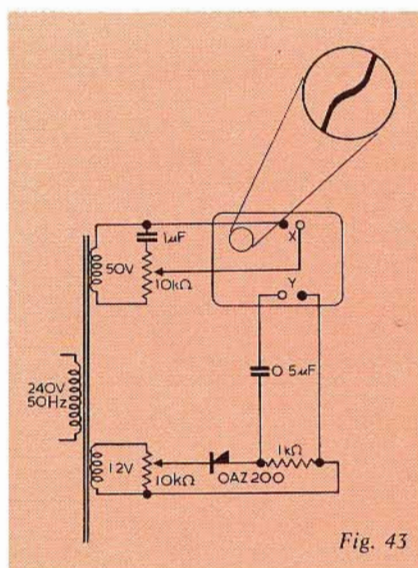 X
1µF
50V
Y
10kΩ
0 5µF
240V
50Hz
1kΩ
12V
10kΩ
OAZ200
Fig. 43